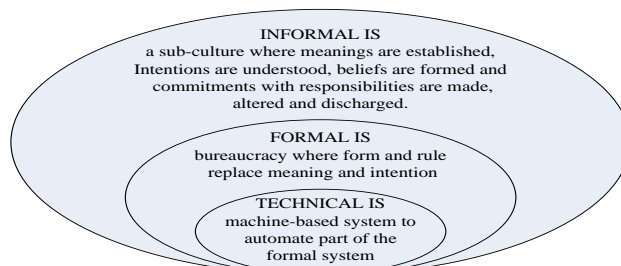 INFORMAL IS
a sub-culture where meanings are established,
Intentions are understood, beliefs are formed and
commitments with responsibilities are made,
altered and discharged.
FORMAL IS
bureaucracy where form and rule
replace meaning and intention
TECHNICAL IS
machine-based system to
automate part of the
formal system